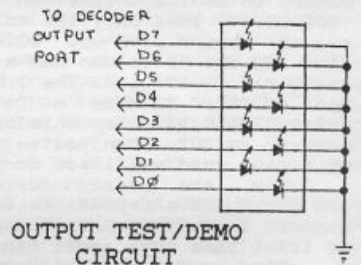 TO DECODER
OUTPUT
PORT
D7
D6
D5
D4
D3
D2
D1
DØ
OUTPUT TEST/DEMO
CIRCUIT